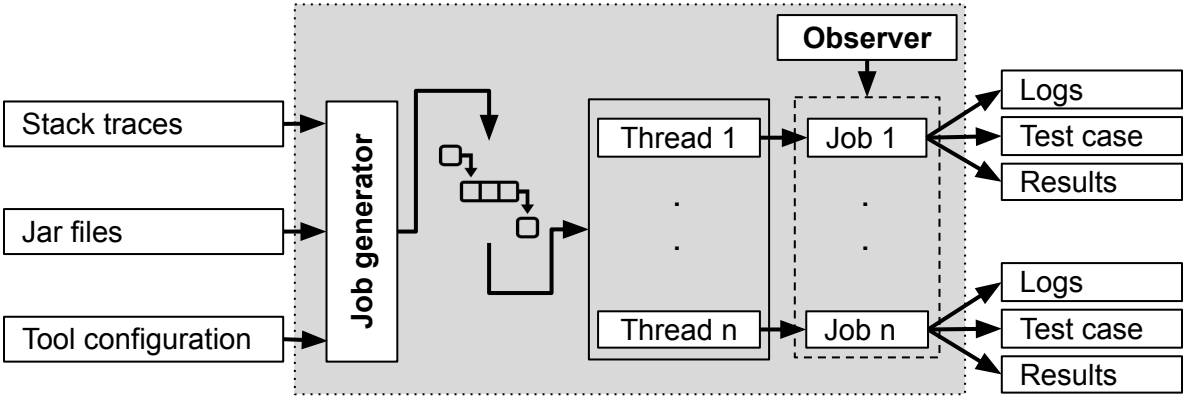 Observer
Stack traces
Jar files
Tool configuration
Job generator
Thread 1
Job 1
.
.
.
.
Thread n
Job n
Logs
Test case
Results
Logs
Test case
Results